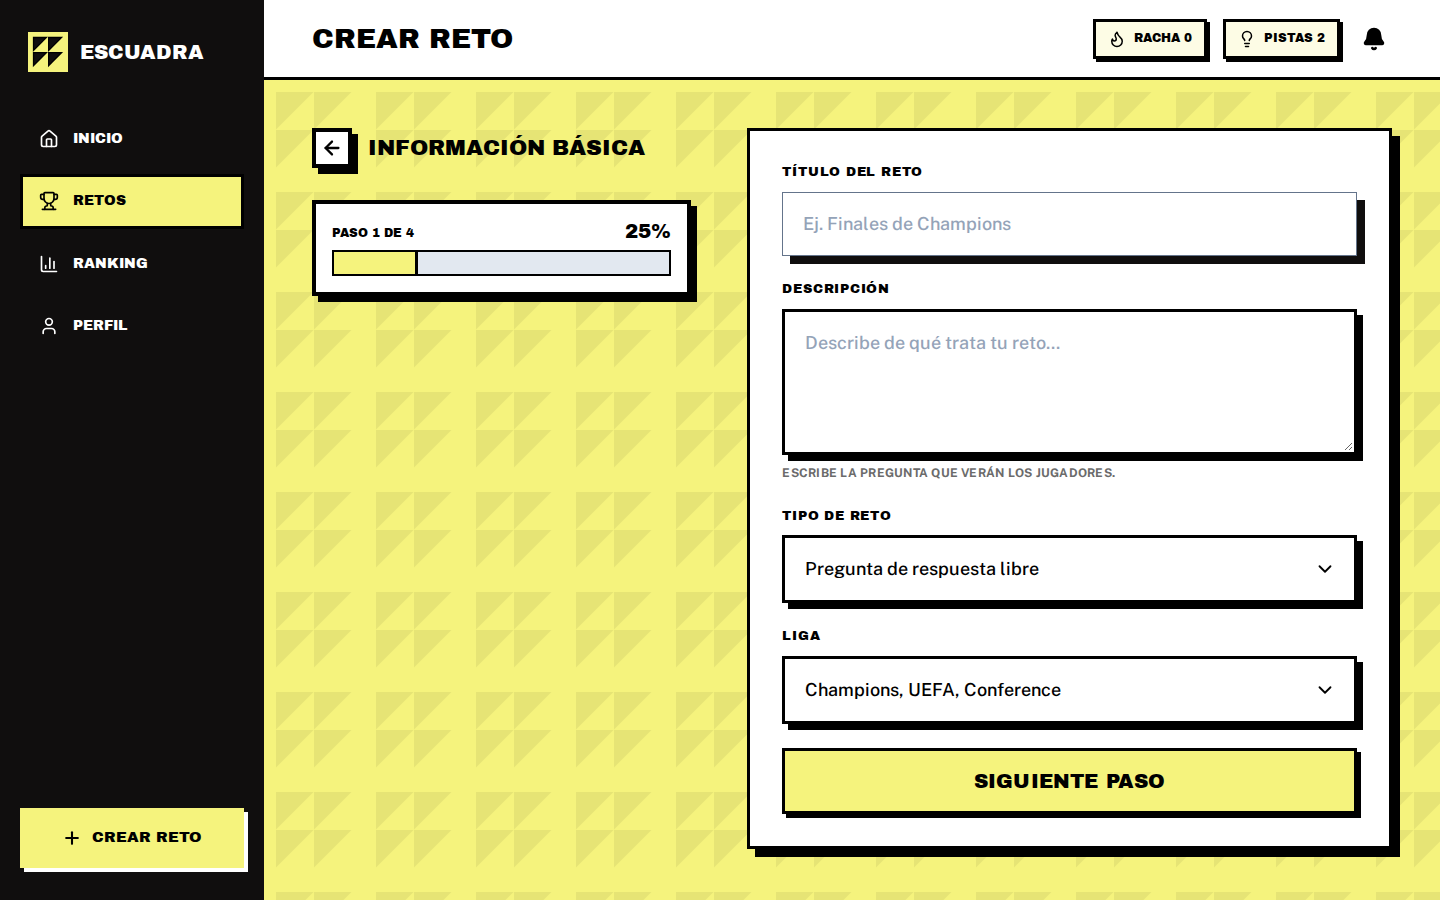 ESCUADRA
INICIO
RETOS
RANKING
PERFIL
CREAR RETO
CREAR RETO
RACHA 0
PISTAS 2
INFORMACIÓN BÁSICA
PASO 1 DE 4
25%
TÍTULO DEL RETO
Ej. Finales de Champions
DESCRIPCIÓN
Describe de qué trata tu reto...
ESCRIBE LA PREGUNTA QUE VERÁN LOS JUGADORES.
TIPO DE RETO
Pregunta de respuesta libre
LIGA
Champions, UEFA, Conference
SIGUIENTE PASO